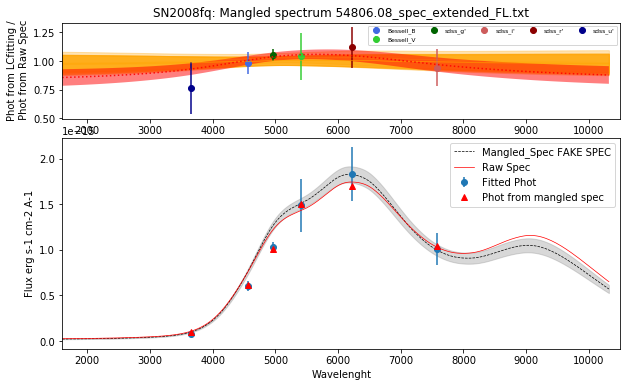 SN2008fq: Mangled spectrum 54806.08_spec_extended_FL.txt
Phot from LCfitting /
Phot from Raw Spec
1.25
1.00
0.75
0.50
Bessell_B
Bessell_V
sdss_g'
sdss_i'
sdss_r'
sdss_u'
2000 3000 4000 5000 6000 7000 8000 9000 10000
1e−15
Flux erg s-1 cm-2 A-1
2.0
1.5
1.0
0.5
0.0
Mangled_Spec FAKE SPEC
Raw Spec
Fitted Phot
Phot from mangled spec
2000 3000 4000 5000 6000 7000 8000 9000 10000
Wavelenght